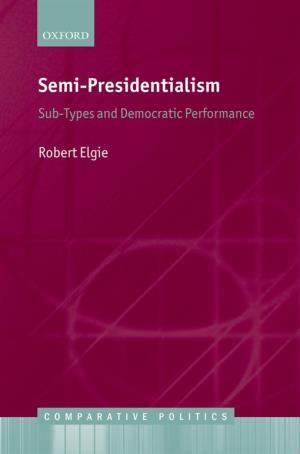 OXFORD
Semi-Presidentialism
Sub-Types and Democratic Performance
Robert Elgie
COMPARATIVE POLITICS